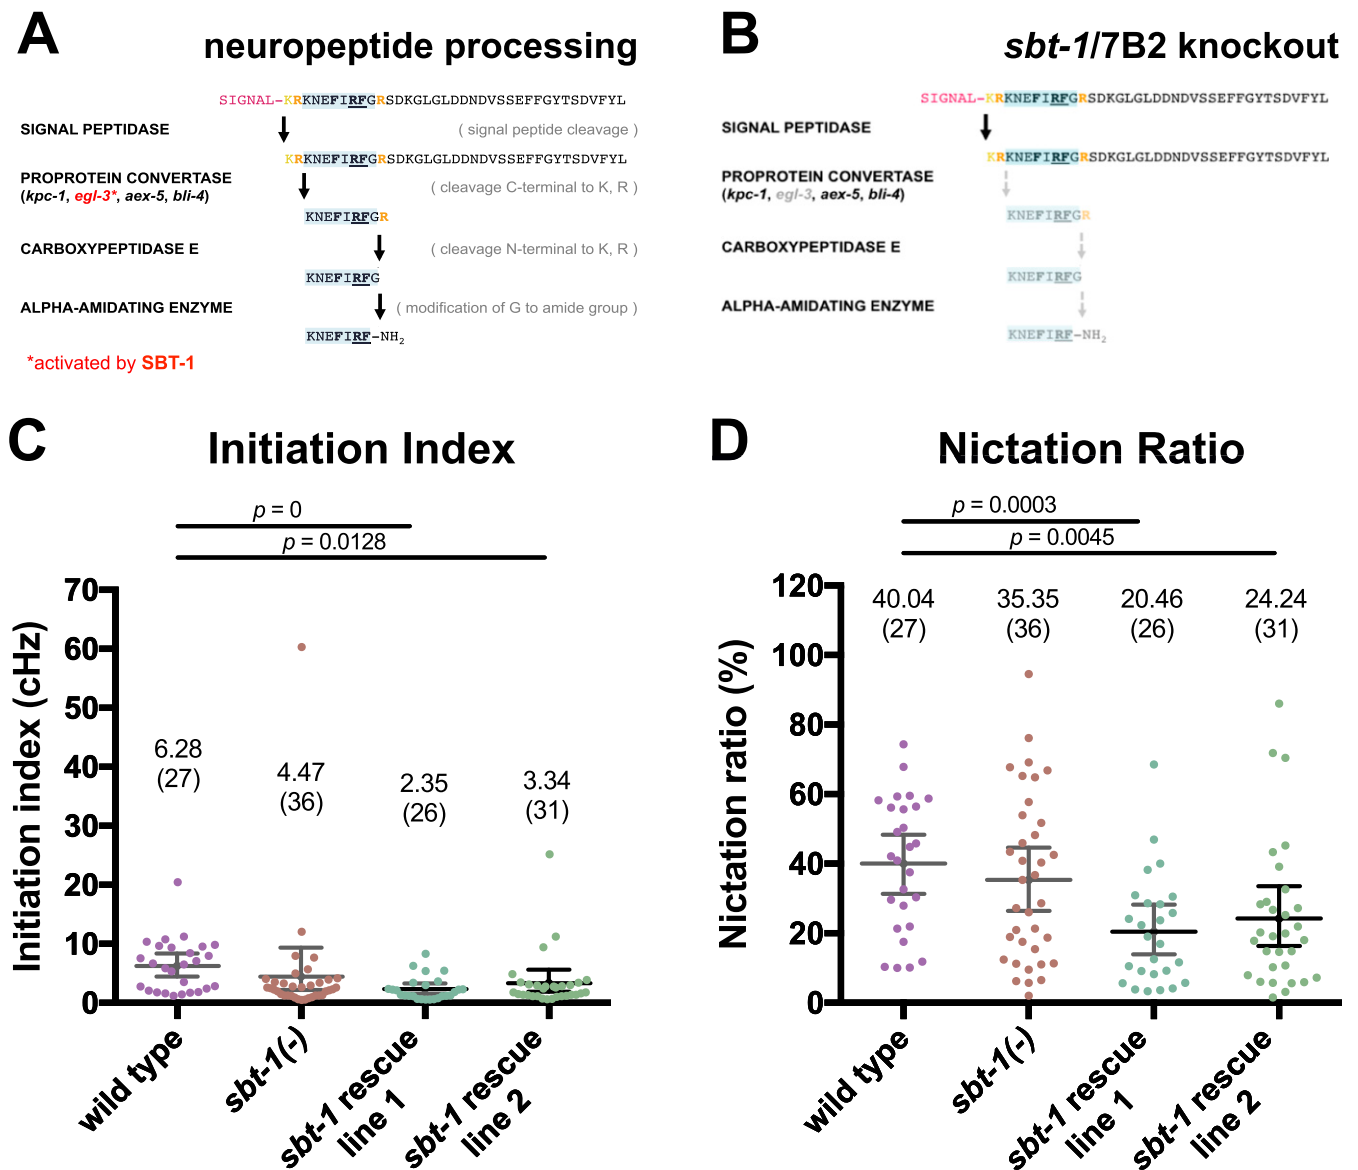 A
neuropeptide processing
SIGNAL-KRKNEFIRFGRSDKGLGLDDNDVSSEFFGYTSDVFYL
SIGNAL PEPTIDASE
( signal peptide cleavage )
KRKNEFIRFGRSDKGLGLDDNDVSSEFFGYTSDVFYL
PROPROTEIN CONVERTASE
(kpc-1, egl-3*, aex-5, bli-4)
( cleavage C-terminal to K, R )
KNEFIRFGR
CARBOXYPEPTIDASE E
( cleavage N-terminal to K, R )
KNEFIRFG
ALPHA-AMIDATING ENZYME
( modification of G to amide group )
KNEFIRF-NH2
*activated by SBT-1
B
sbt-1/7B2 knockout
SIGNAL-KRKNEFIRFGRSDKGLGLDDNDVSSEFFGYTSDVFYL
SIGNAL PEPTIDASE
KRKNEFIRFGRSDKGLGLDDNDVSSEFFGYTSDVFYL
PROPROTEIN CONVERTASE
(kpc-1, egl-3, aex-5, bli-4)
KNEFIRFGR
CARBOXYPEPTIDASE E
KNEFIRFG
ALPHA-AMIDATING ENZYME
KNEFIRF-NH2
C
Initiation Index
p = 0
p = 0.0128
Initiation index (cHz)
70
60
50
40
30
20
10
0
6.28
(27)
4.47
(36)
2.35
(26)
3.34
(31)
wild type
sbt-1(-)
sbt-1 rescue
line 1
sbt-1 rescue
line 2
D
Nictation Ratio
p = 0.0003
p = 0.0045
Nictation ratio (%)
120
100
80
60
40
20
0
40.04
(27)
35.35
(36)
20.46
(26)
24.24
(31)
wild type
sbt-1(-)
sbt-1 rescue
line 1
sbt-1 rescue
line 2